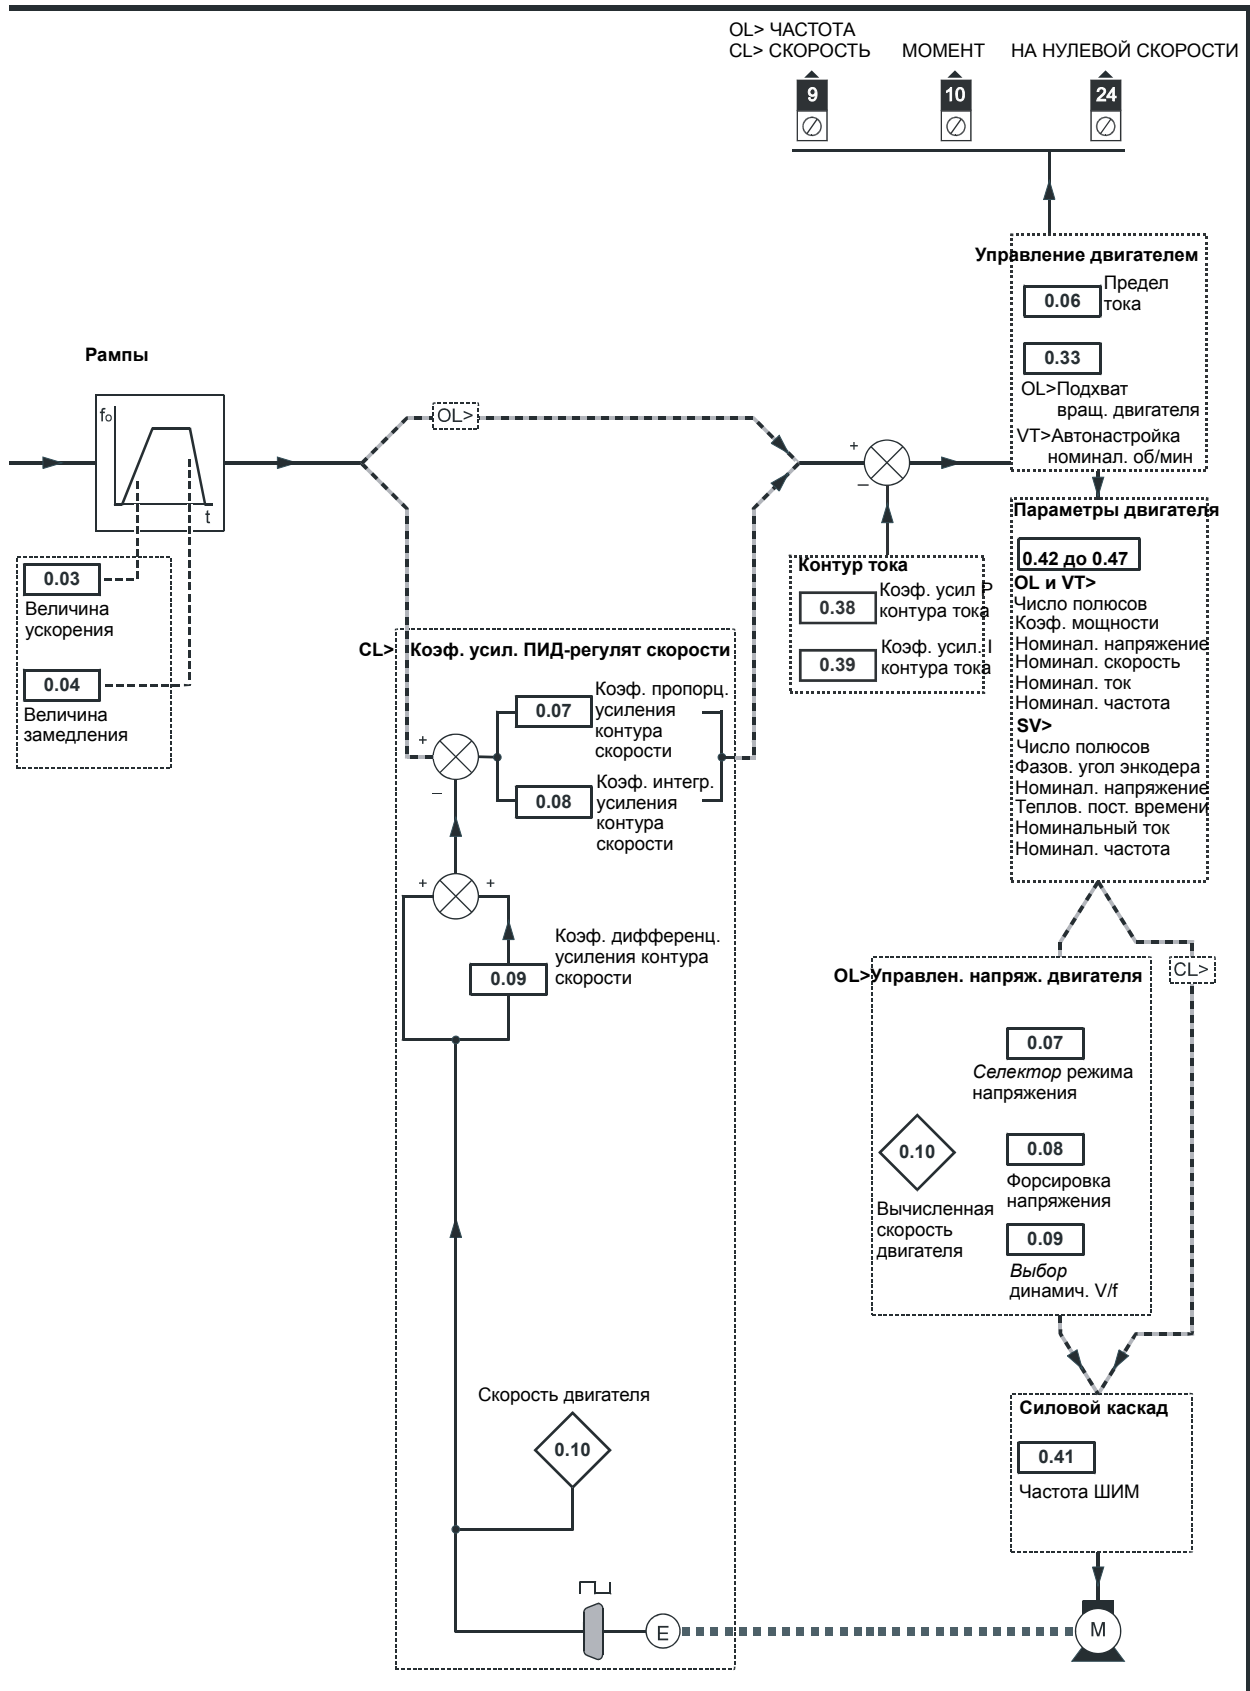 OL> ЧАСТОТА
CL> СКОРОСТЬ
МОМЕНТ
НА НУЛЕВОЙ СКОРОСТИ
9
10
24
Управление двигателем
0.06
Предел
тока
0.33
OL>Подхват
вращ. двигателя
VT>Автонастройка
номинал. об/мин
Рампы
fo
t
0.03
Величина
ускорения
0.04
Величина
замедления
OL>
+
–
Контур тока
0.38
Коэф. усил P
контура тока
0.39
Коэф. усил. I
контура тока
Параметры двигателя
0.42 до 0.47
OL и VT>
Число полюсов
Коэф. мощности
Номинал. напряжение
Номинал. скорость
Номинал. ток
Номинал. частота
SV>
Число полюсов
Фазов. угол энкодера
Номинал. напряжение
Теплов. пост. времени
Номинальный ток
Номинал. частота
CL> Коэф. усил. ПИД-регулят скорости
+
–
0.07
Коэф. пропорц.
усиления
контура
скорости
0.08
Коэф. интегр.
усиления
контура
скорости
+
+
0.09
Коэф. дифференц.
усиления контура
скорости
Скорость двигателя
0.10
E
OL>Управлен. напряж. двигателя
CL>
0.07
Селектор режима
напряжения
0.10
Вычисленная
скорость
двигателя
0.08
Форсировка
напряжения
0.09
Выбор
динамич. V/f
Силовой каскад
0.41
Частота ШИМ
M